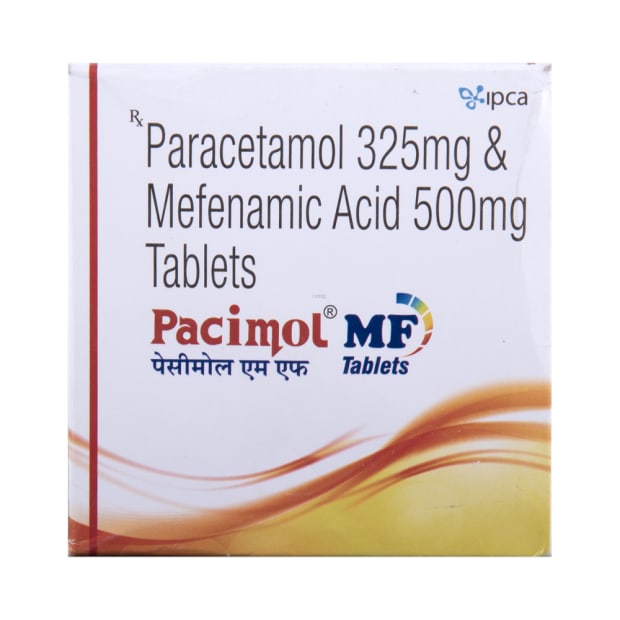 ipca
Rx
Paracetamol 325mg &
Mefenamic Acid 500mg
Tablets
Pacimol® MF
पेसीमोल एम एफ Tablets